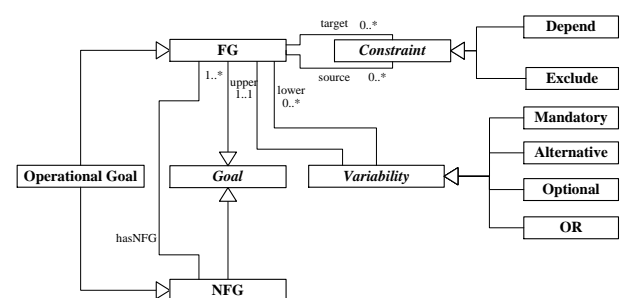 target 0..*
Depend
FG
Constraint
source 0..*
Exclude
1..*
upper
1..1
lower
0..*
Mandatory
Alternative
Operational Goal
Goal
Variability
Optional
OR
hasNFG
NFG